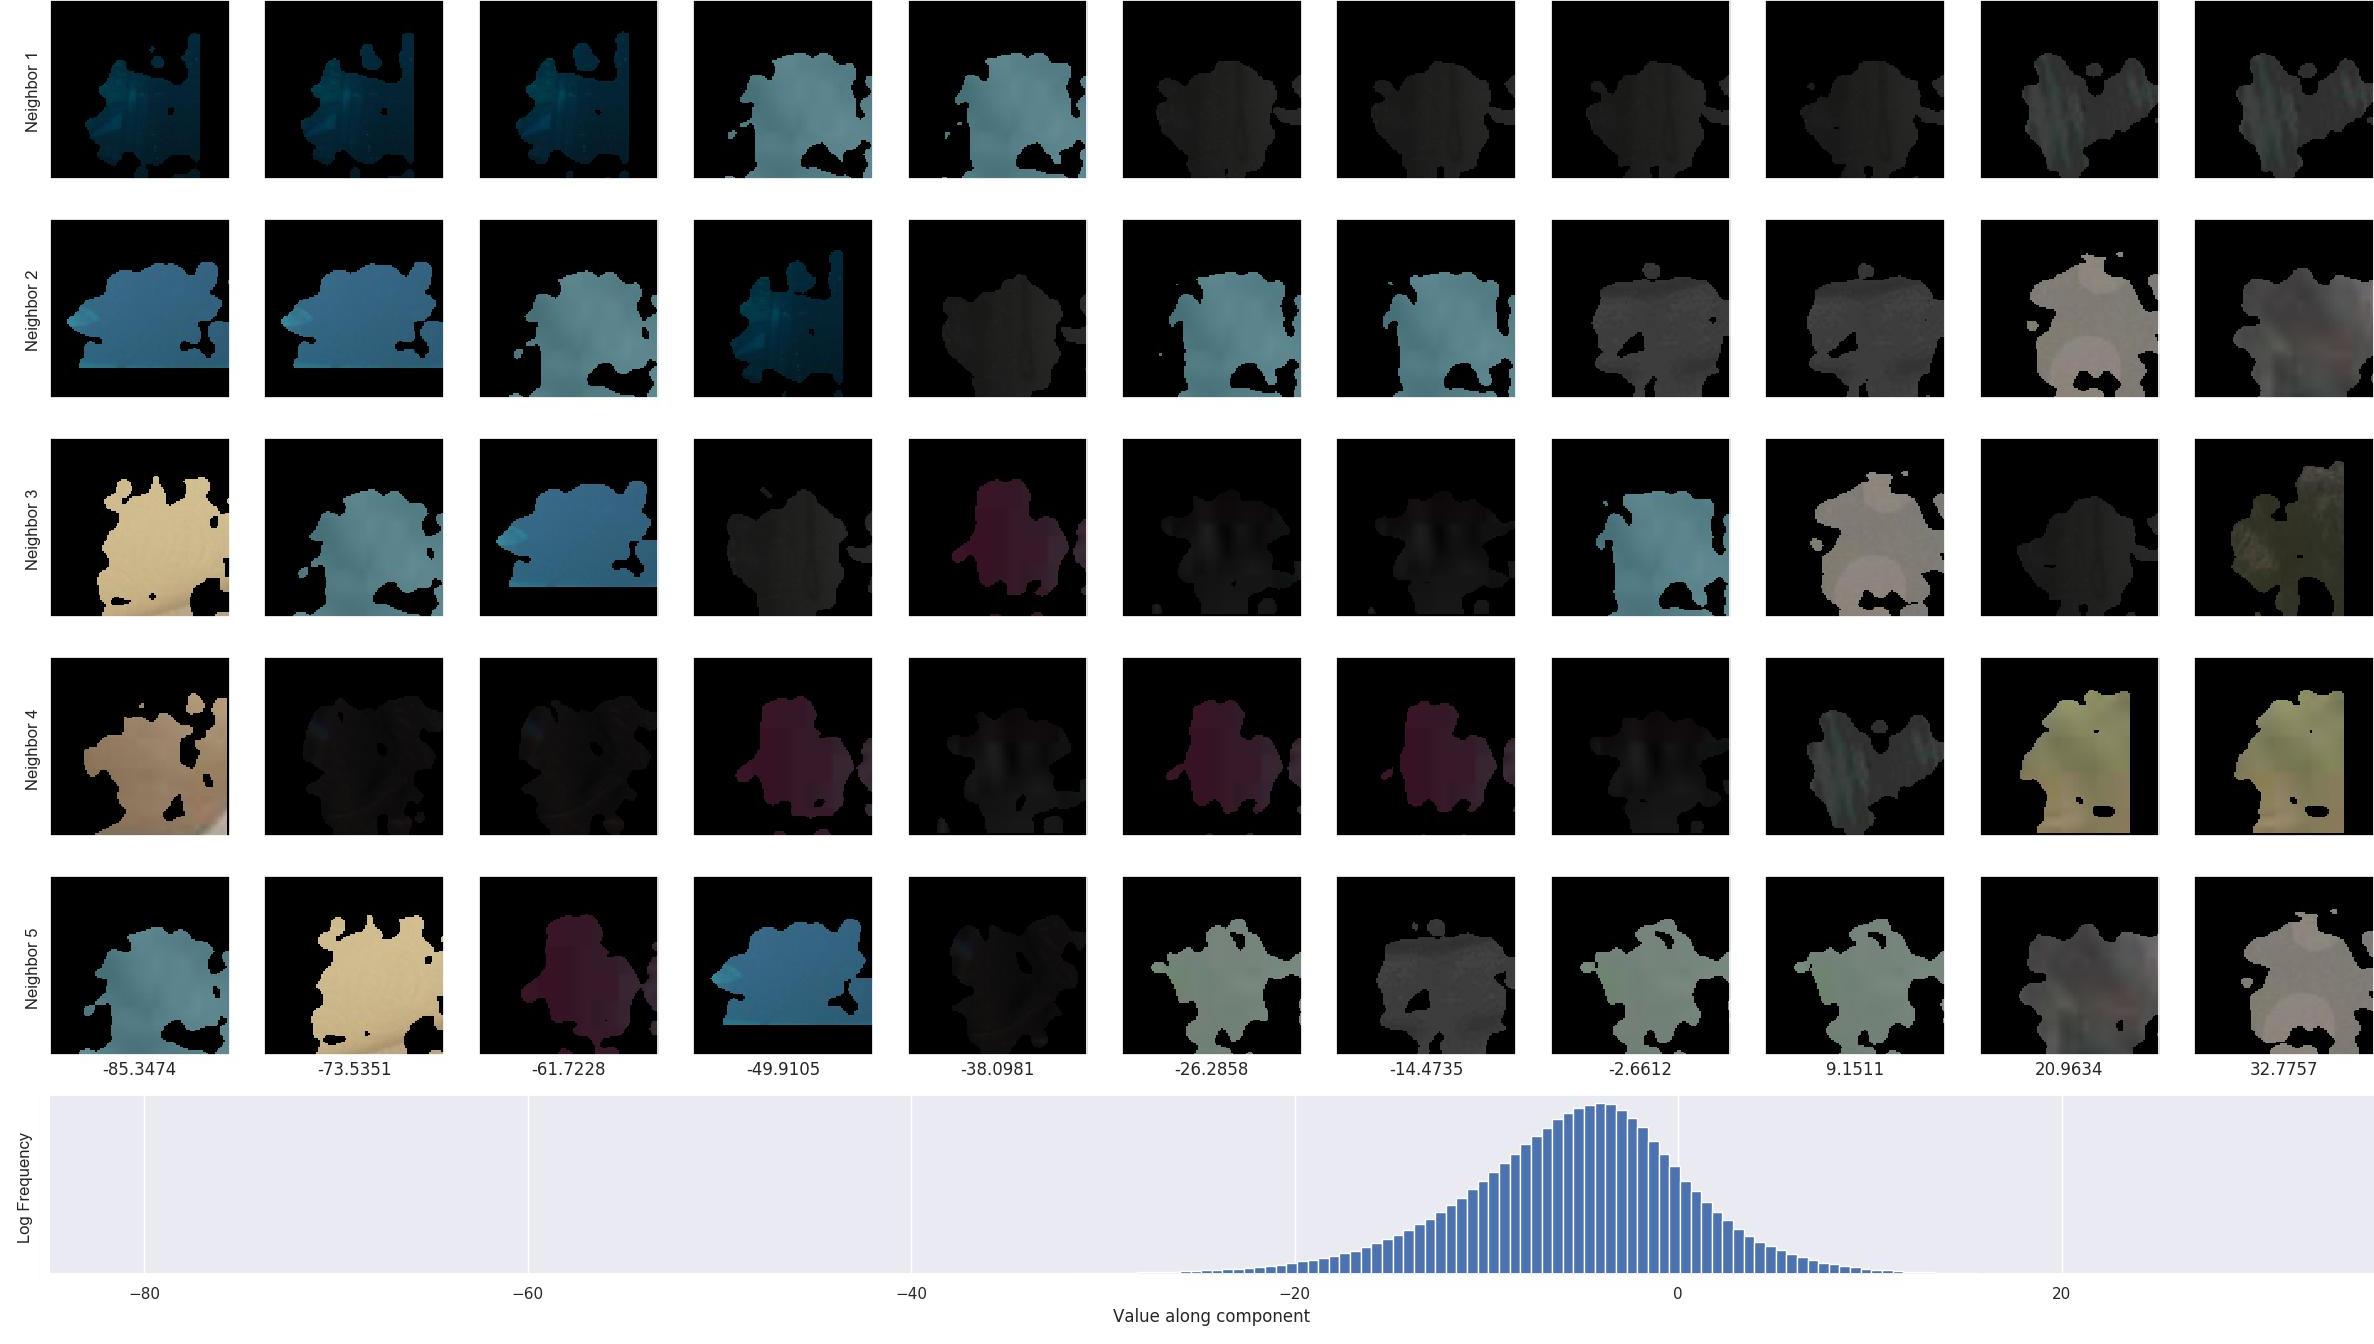 Neighbor 1
Neighbor 2
Neighbor 3
Neighbor 4
Neighbor 5
-85.3474 -73.5351 -61.7228 -49.9105 -38.0981 -26.2858 -14.4735 -2.6612 9.1511 20.9634 32.7757
Log Frequency
−80 −60 −40 −20 0 20
Value along component